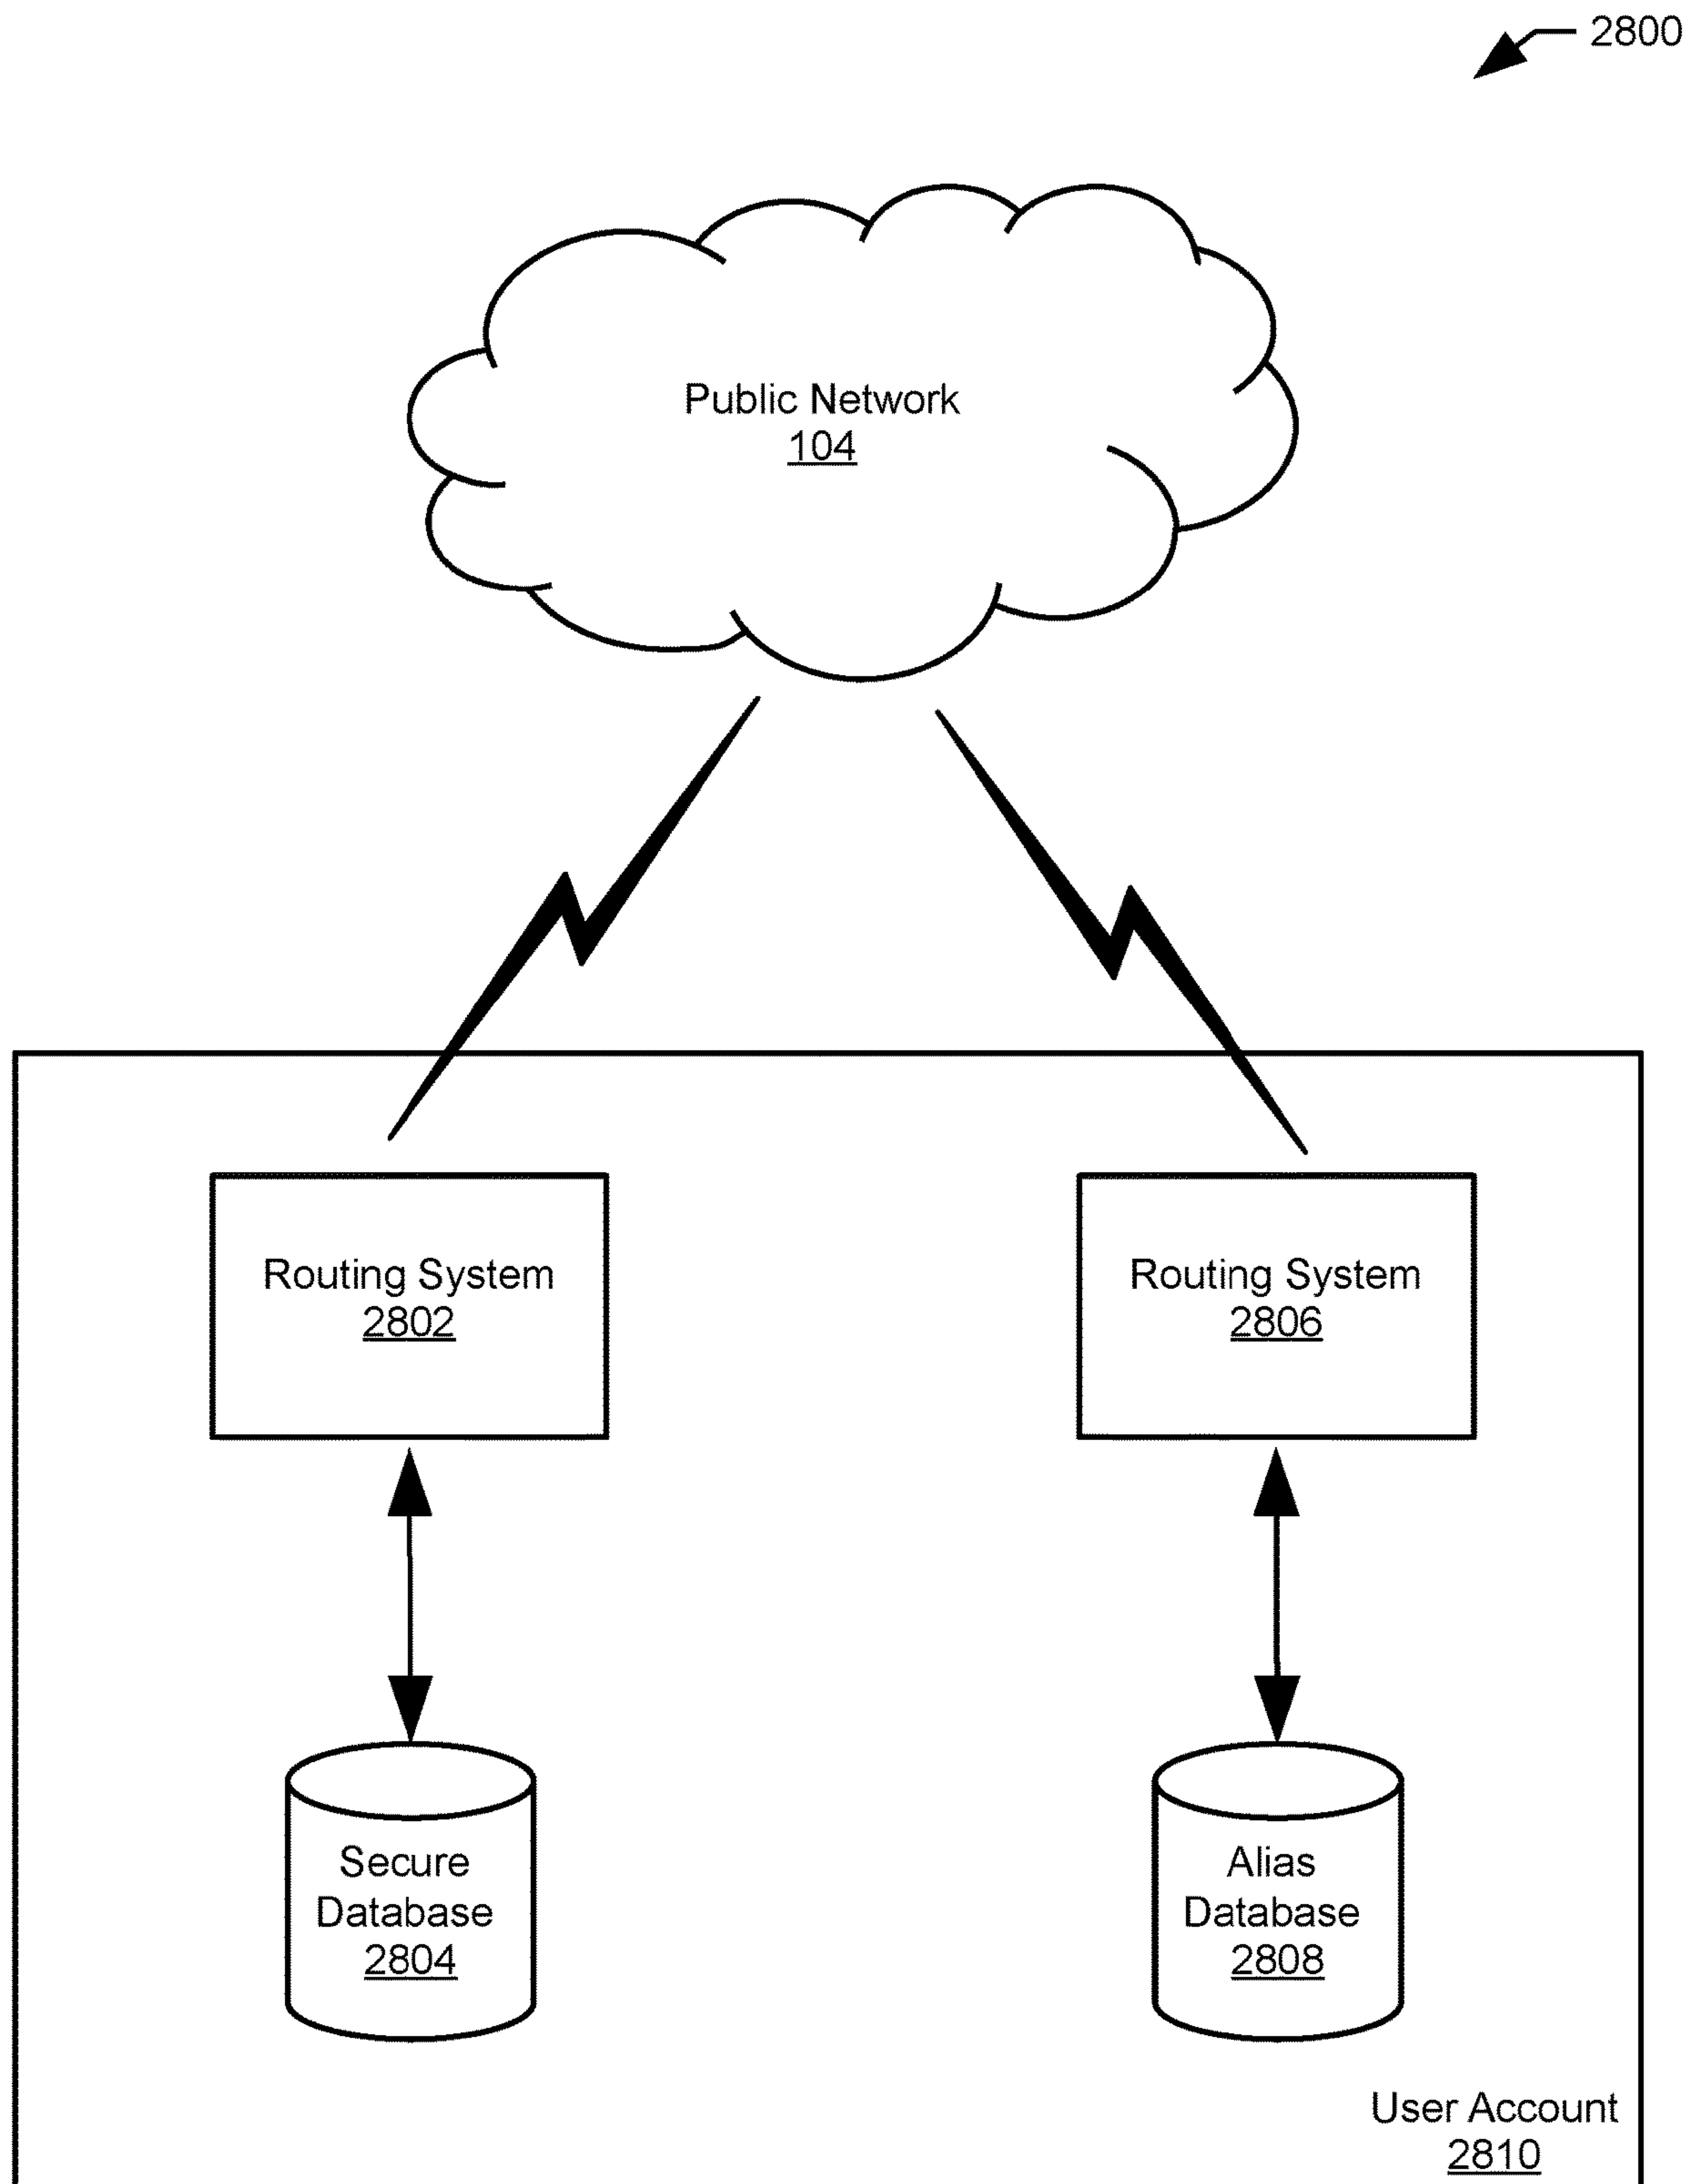 2800
Public Network
104
Routing System
2802
Routing System
2806
Secure
Database
2804
Alias
Database
2808
User Account
2810